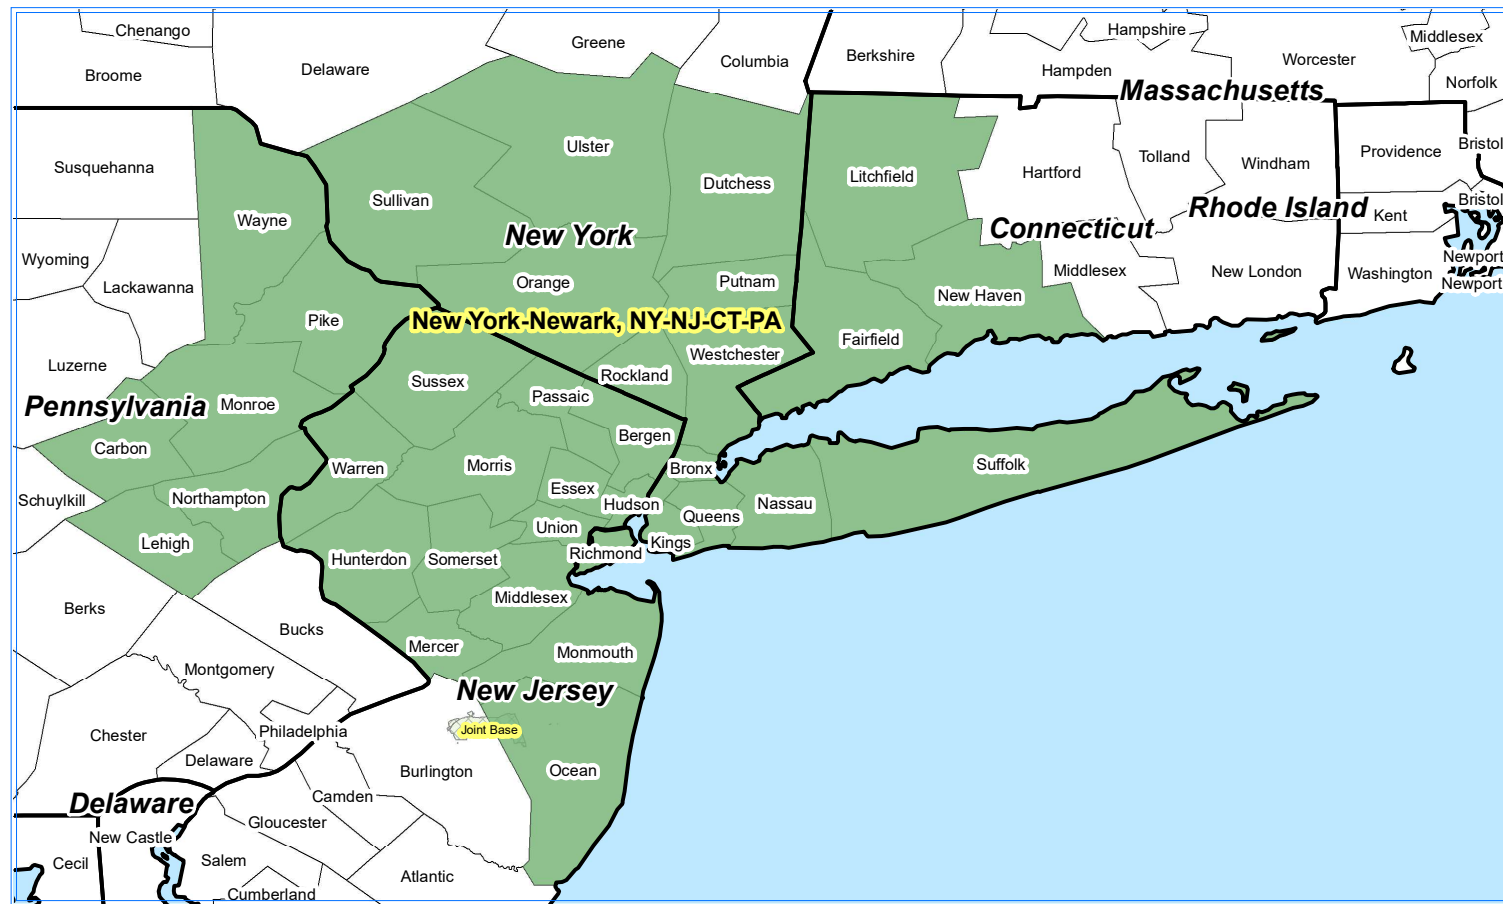 Chenango
Greene
Hampshire
Middlesex
Broome
Delaware
Columbia
Berkshire
Hampden
Worcester
Norfolk
Massachusetts
Susquehanna
Ulster
Hartford
Tolland
Windham
Providence
Bristol
Sullivan
Dutchess
Litchfield
Wayne
Rhode Island
Bristol
Kent
New York
Connecticut
Wyoming
Lackawanna
Orange
Putnam
New Haven
Middlesex
New London
Washington
Newport
Newport
Pike
New York-Newark, NY-NJ-CT-PA
Fairfield
Westchester
Luzerne
Sussex
Rockland
Passaic
Pennsylvania
Monroe
Carbon
Bergen
Warren
Morris
Bronx
Suffolk
Schuylkill
Northampton
Essex
Hudson
Nassau
Queens
Union
Lehigh
Hunterdon
Somerset
Richmond
Kings
Middlesex
Berks
Bucks
Mercer
Monmouth
Montgomery
New Jersey
Joint Base
Philadelphia
Chester
Delaware
Burlington
Ocean
Camden
Delaware
Gloucester
New Castle
Cecil
Salem
Atlantic
Cumberland